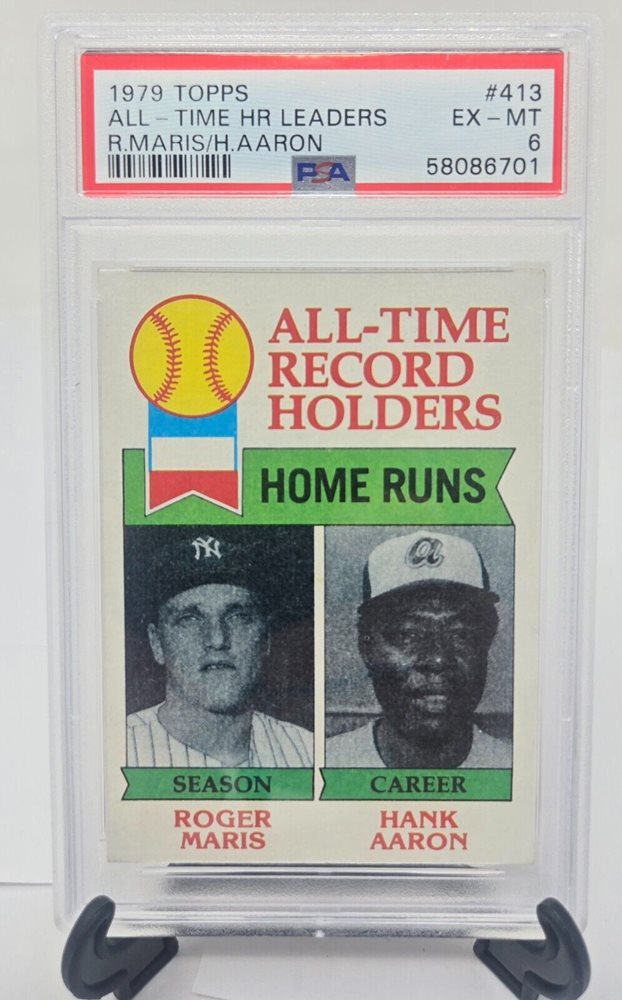 1979 TOPPS #413
ALL - TIME HR LEADERS EX - MT
R.MARIS/H.AARON 6
58086701
PSA
ALL-TIME
RECORD
HOLDERS
HOME RUNS
NY
a
SEASON
CAREER
ROGER
MARIS
HANK
AARON